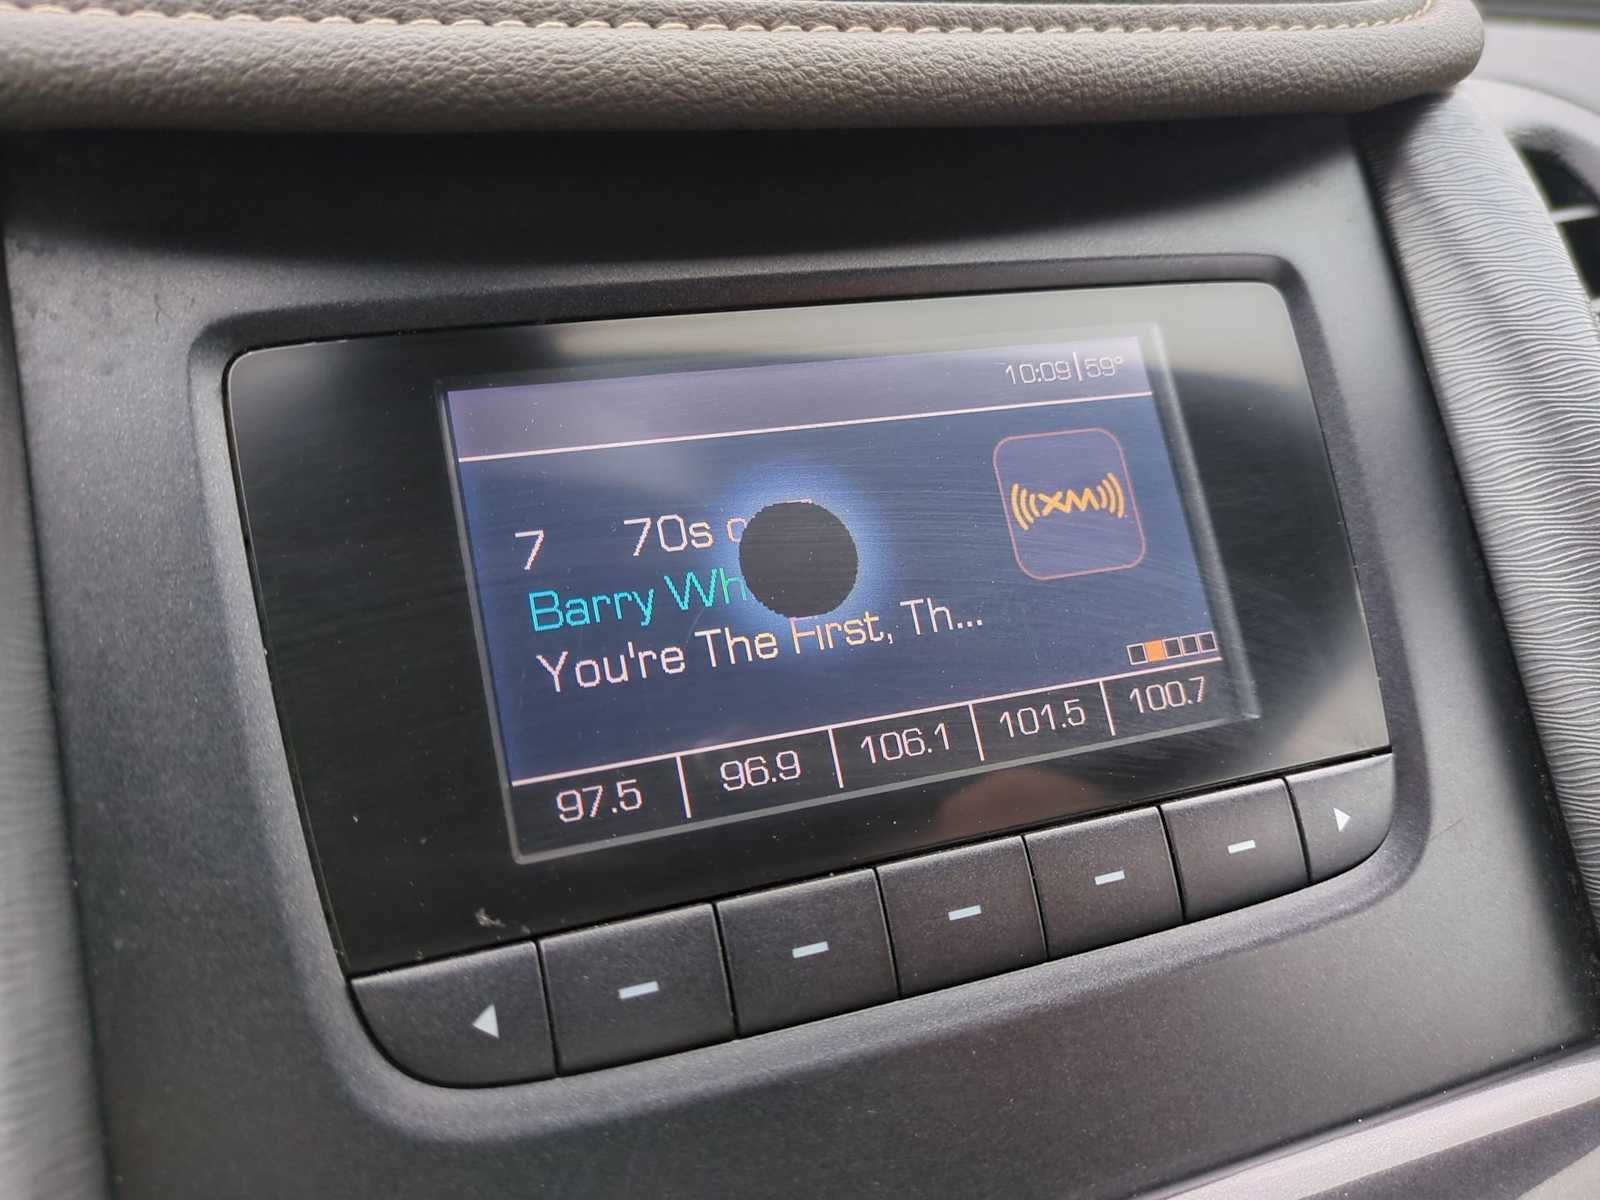 10:09|59°
XM
7 70s
Barry
You're The First, Th...
97.5 96.9 106.1 101.5 100.7